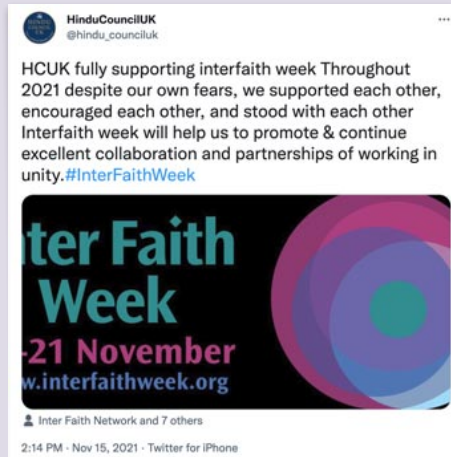 HinduCouncilUK
@hindu_counciluk
HCUK fully supporting interfaith week Throughout
2021 despite our own fears, we supported each other,
encouraged each other, and stood with each other
Interfaith week will help us to promote & continue
excellent collaboration and partnerships of working in
unity.#InterFaithWeek
ter Faith
Week
-21 November
w.interfaithweek.org
Inter Faith Network and 7 others
2:14 PM · Nov 15, 2021 · Twitter for iPhone